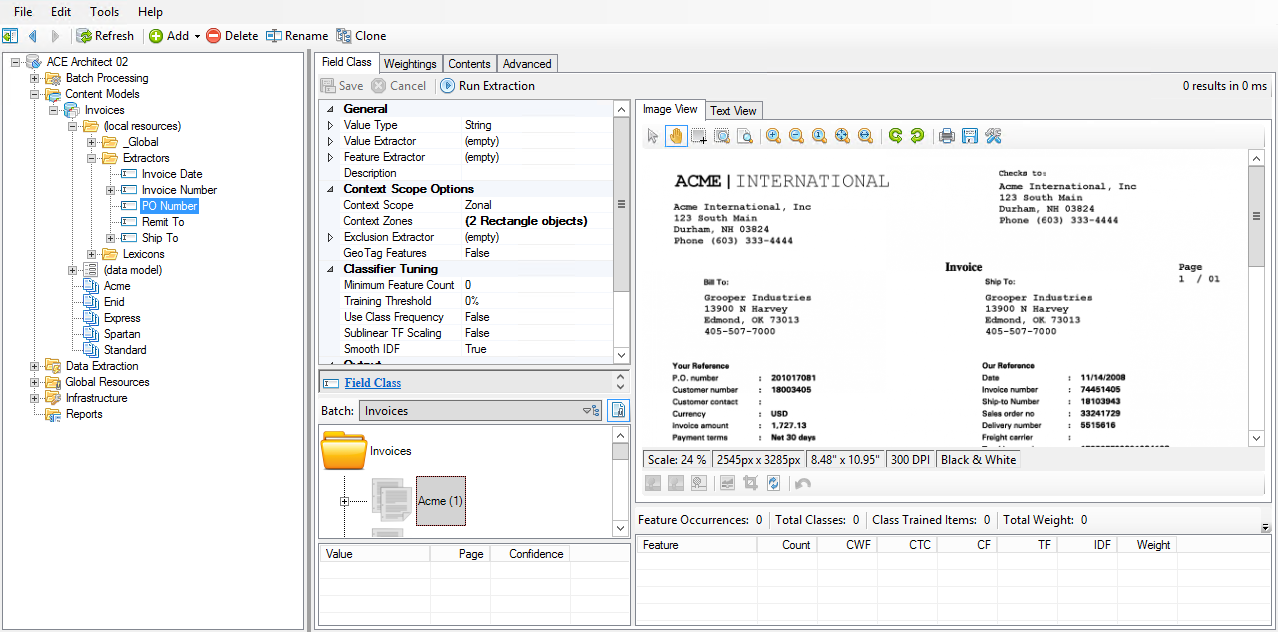 File Edit Tools Help
Refresh Add Delete Rename Clone
ACE Architect 02
Batch Processing
Content Models
Invoices
(local resources)
_Global
Extractors
Invoice Date
Invoice Number
PO Number
Remit To
Ship To
Lexicons
(data model)
Acme
Enid
Express
Spartan
Standard
Data Extraction
Global Resources
Infrastructure
Reports
Field Class Weightings Contents Advanced
Save Cancel Run Extraction 0 results in 0 ms
General
Value Type String
Value Extractor (empty)
Feature Extractor (empty)
Description
Context Scope Options
Context Scope Zonal
Context Zones (2 Rectangle objects)
Exclusion Extractor (empty)
GeoTag Features False
Classifier Tuning
Minimum Feature Count 0
Training Threshold 0%
Use Class Frequency False
Sublinear TF Scaling False
Smooth IDF True
Output
Field Class
Batch: Invoices
Invoices
Acme (1)
Value Page Confidence
Image View Text View
ACME | INTERNATIONAL
Acme International, Inc
123 South Main
Durham, NH 03824
Phone (603) 333-4444
Checks to:
Acme International, Inc
123 South Main
Durham, NH 03824
Phone (603) 333-4444
Invoice
Page
1 / 01
Bill To:
Grooper Industries
13900 N Harvey
Edmond, OK 73013
405-507-7000
Ship To:
Grooper Industries
13900 N Harvey
Edmond, OK 73013
405-507-7000
Your Reference
P.O. number : 201017081
Customer number : 18003405
Customer contact :
Currency : USD
Invoice amount : 1,727.13
Payment terms : Net 30 days
Our Reference
Date : 11/14/2008
Invoice number : 74451405
Ship-to Number : 18103943
Sales order no : 33241729
Delivery number : 5515616
Freight carrier :
Scale: 24 % 2545px x 3285px 8.48" x 10.95" 300 DPI Black & White
Feature Occurrences: 0 Total Classes: 0 Class Trained Items: 0 Total Weight: 0
Feature Count CWF CTC CF TF IDF Weight